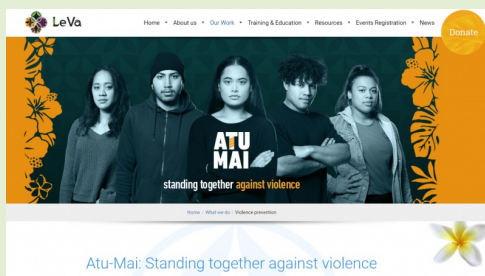 LeVa
Home • About us • Our Work • Training & Education • Resources • Events Registration • News
Donate
ATU
MAI
standing together against violence
Home / What we do / Violence prevention
Atu-Mai: Standing together against violence